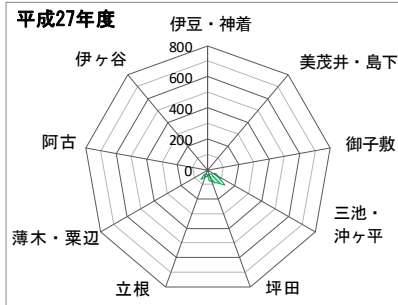 平成27年度
伊豆・神着
美茂井・島下
御子敷
三池・
沖ヶ平
坪田
立根
薄木・粟辺
阿古
伊ヶ谷
800
600
400
200
0